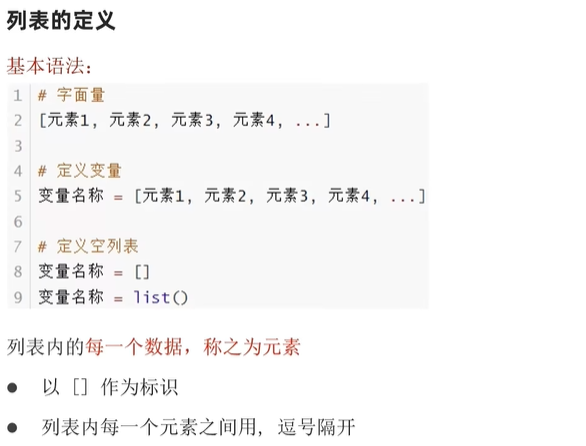 列表的定义
基本语法：
1 # 字面量
2 [元素1, 元素2, 元素3, 元素4, ...]
3
4 # 定义变量
5 变量名称 = [元素1, 元素2, 元素3, 元素4, ...]
6
7 # 定义空列表
8 变量名称 = []
9 变量名称 = list()
列表内的每一个数据，称之为元素
● 以 [] 作为标识
● 列表内每一个元素之间用, 逗号隔开